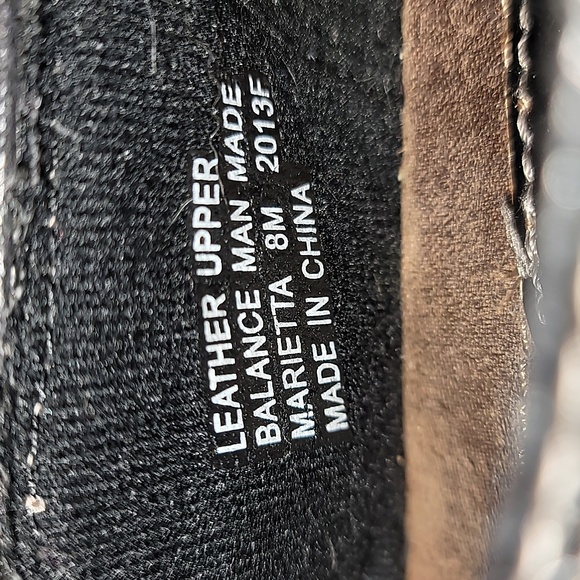 LEATHER UPPER
BALANCE MAN MADE
MARIETTA 8M 2013F
MADE IN CHINA